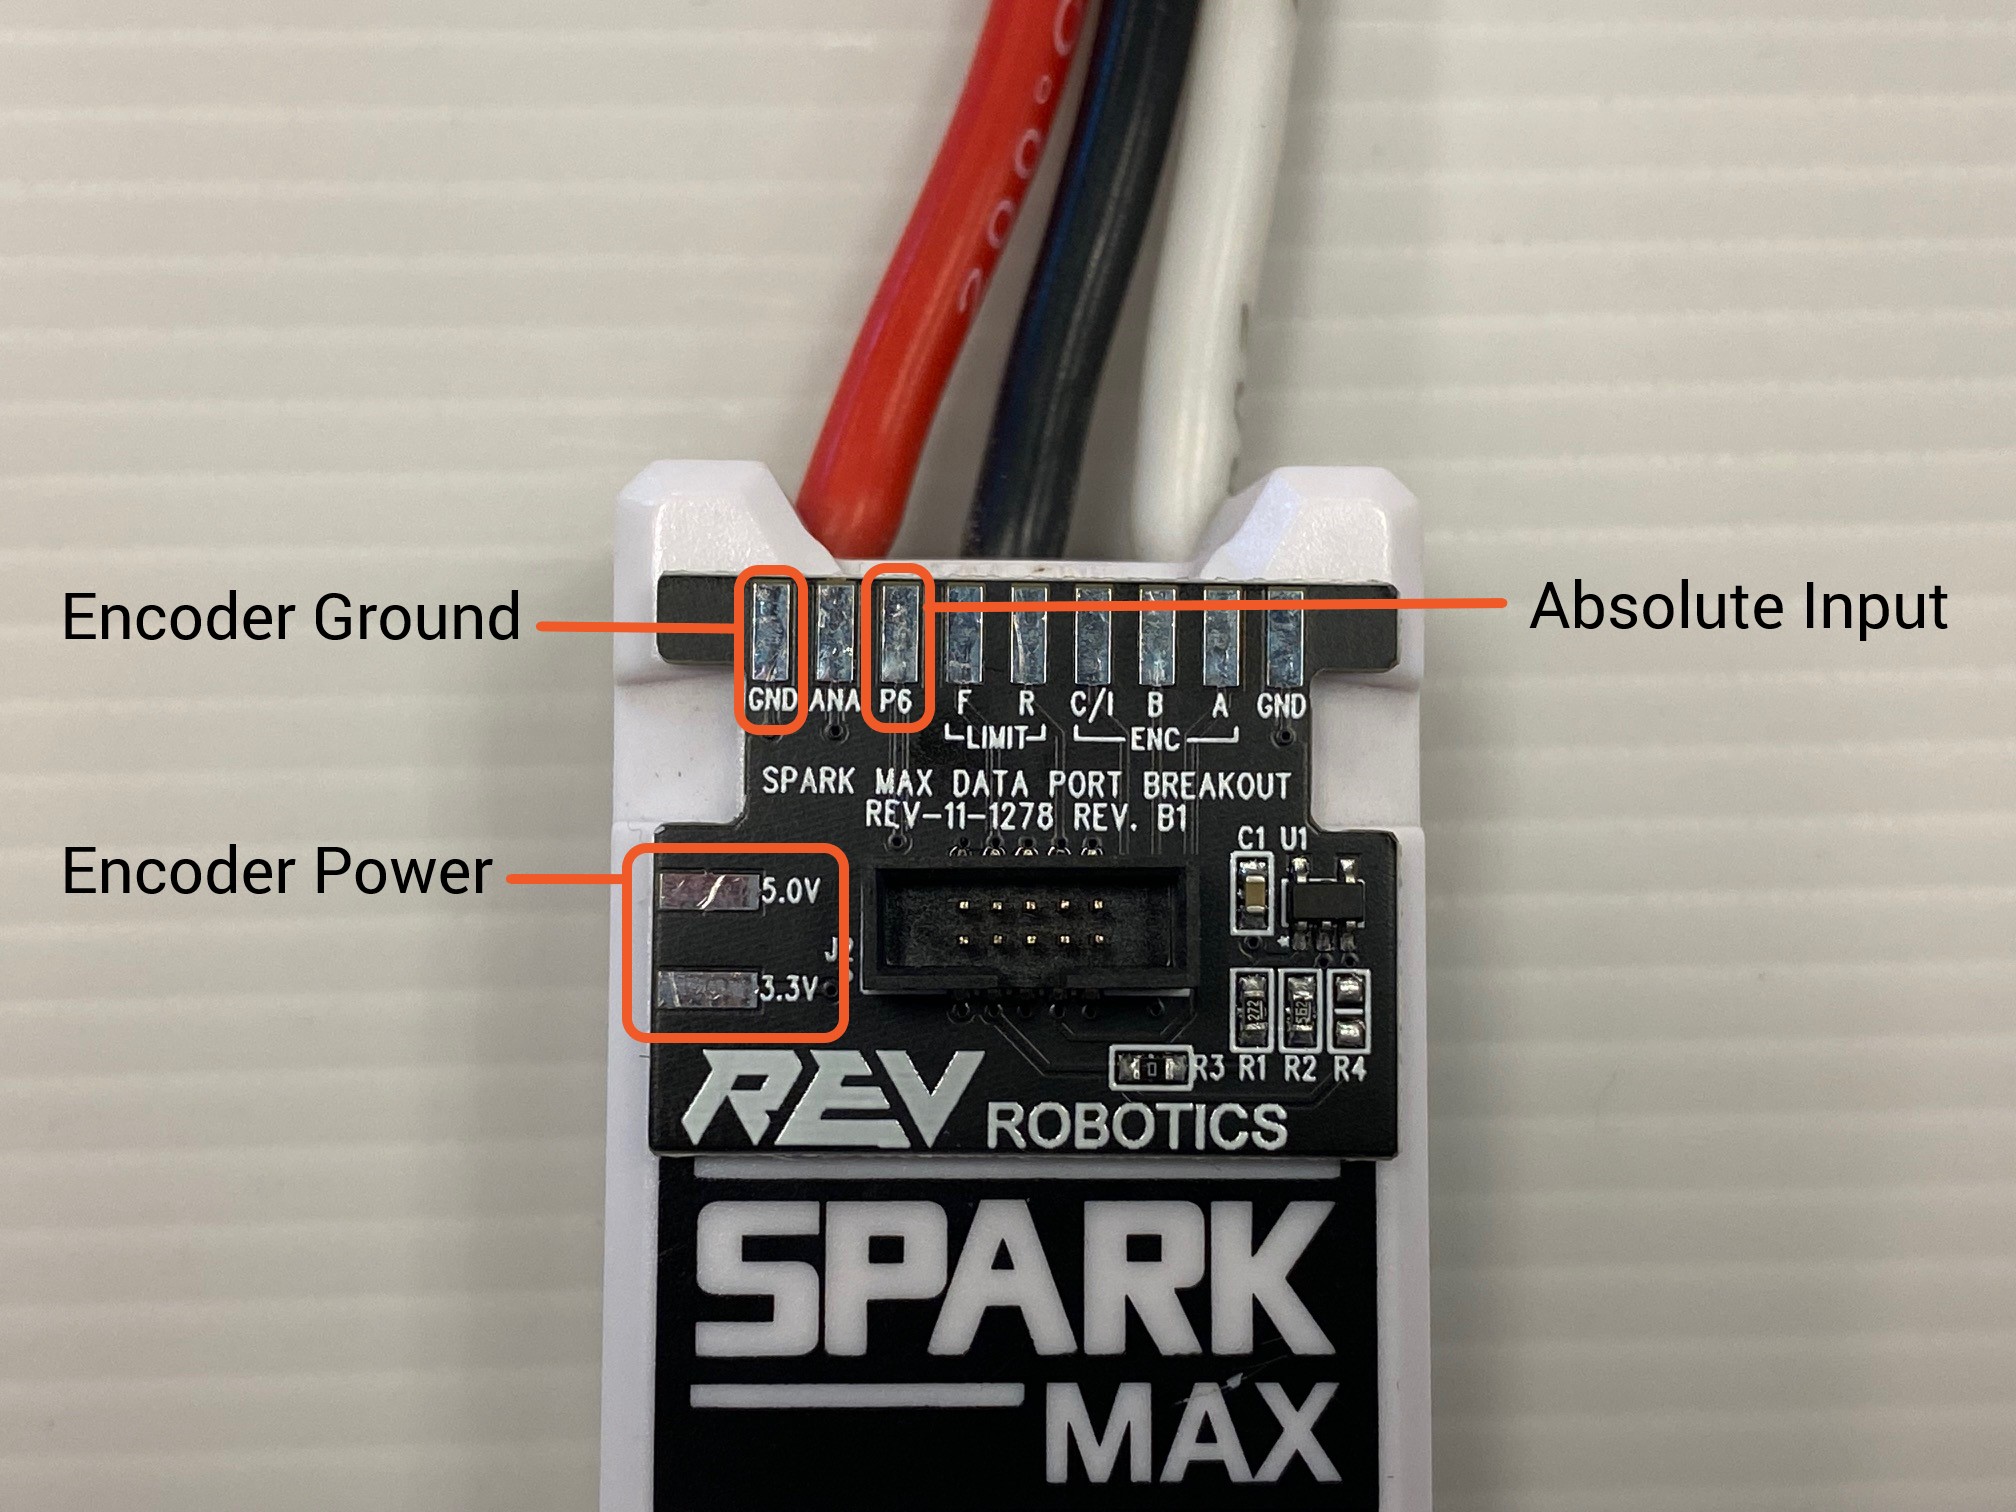 200.C
Encoder Ground
Absolute Input
GND ANA P6 F R C/I B A GND
LIMIT ENC
SPARK MAX DATA PORT BREAKOUT
REV-11-1278 REV. B1
C1 U1
Encoder Power
5.0V
J2
3.3V
272 562
R3 R1 R2 R4
REV ROBOTICS
SPARK
MAX